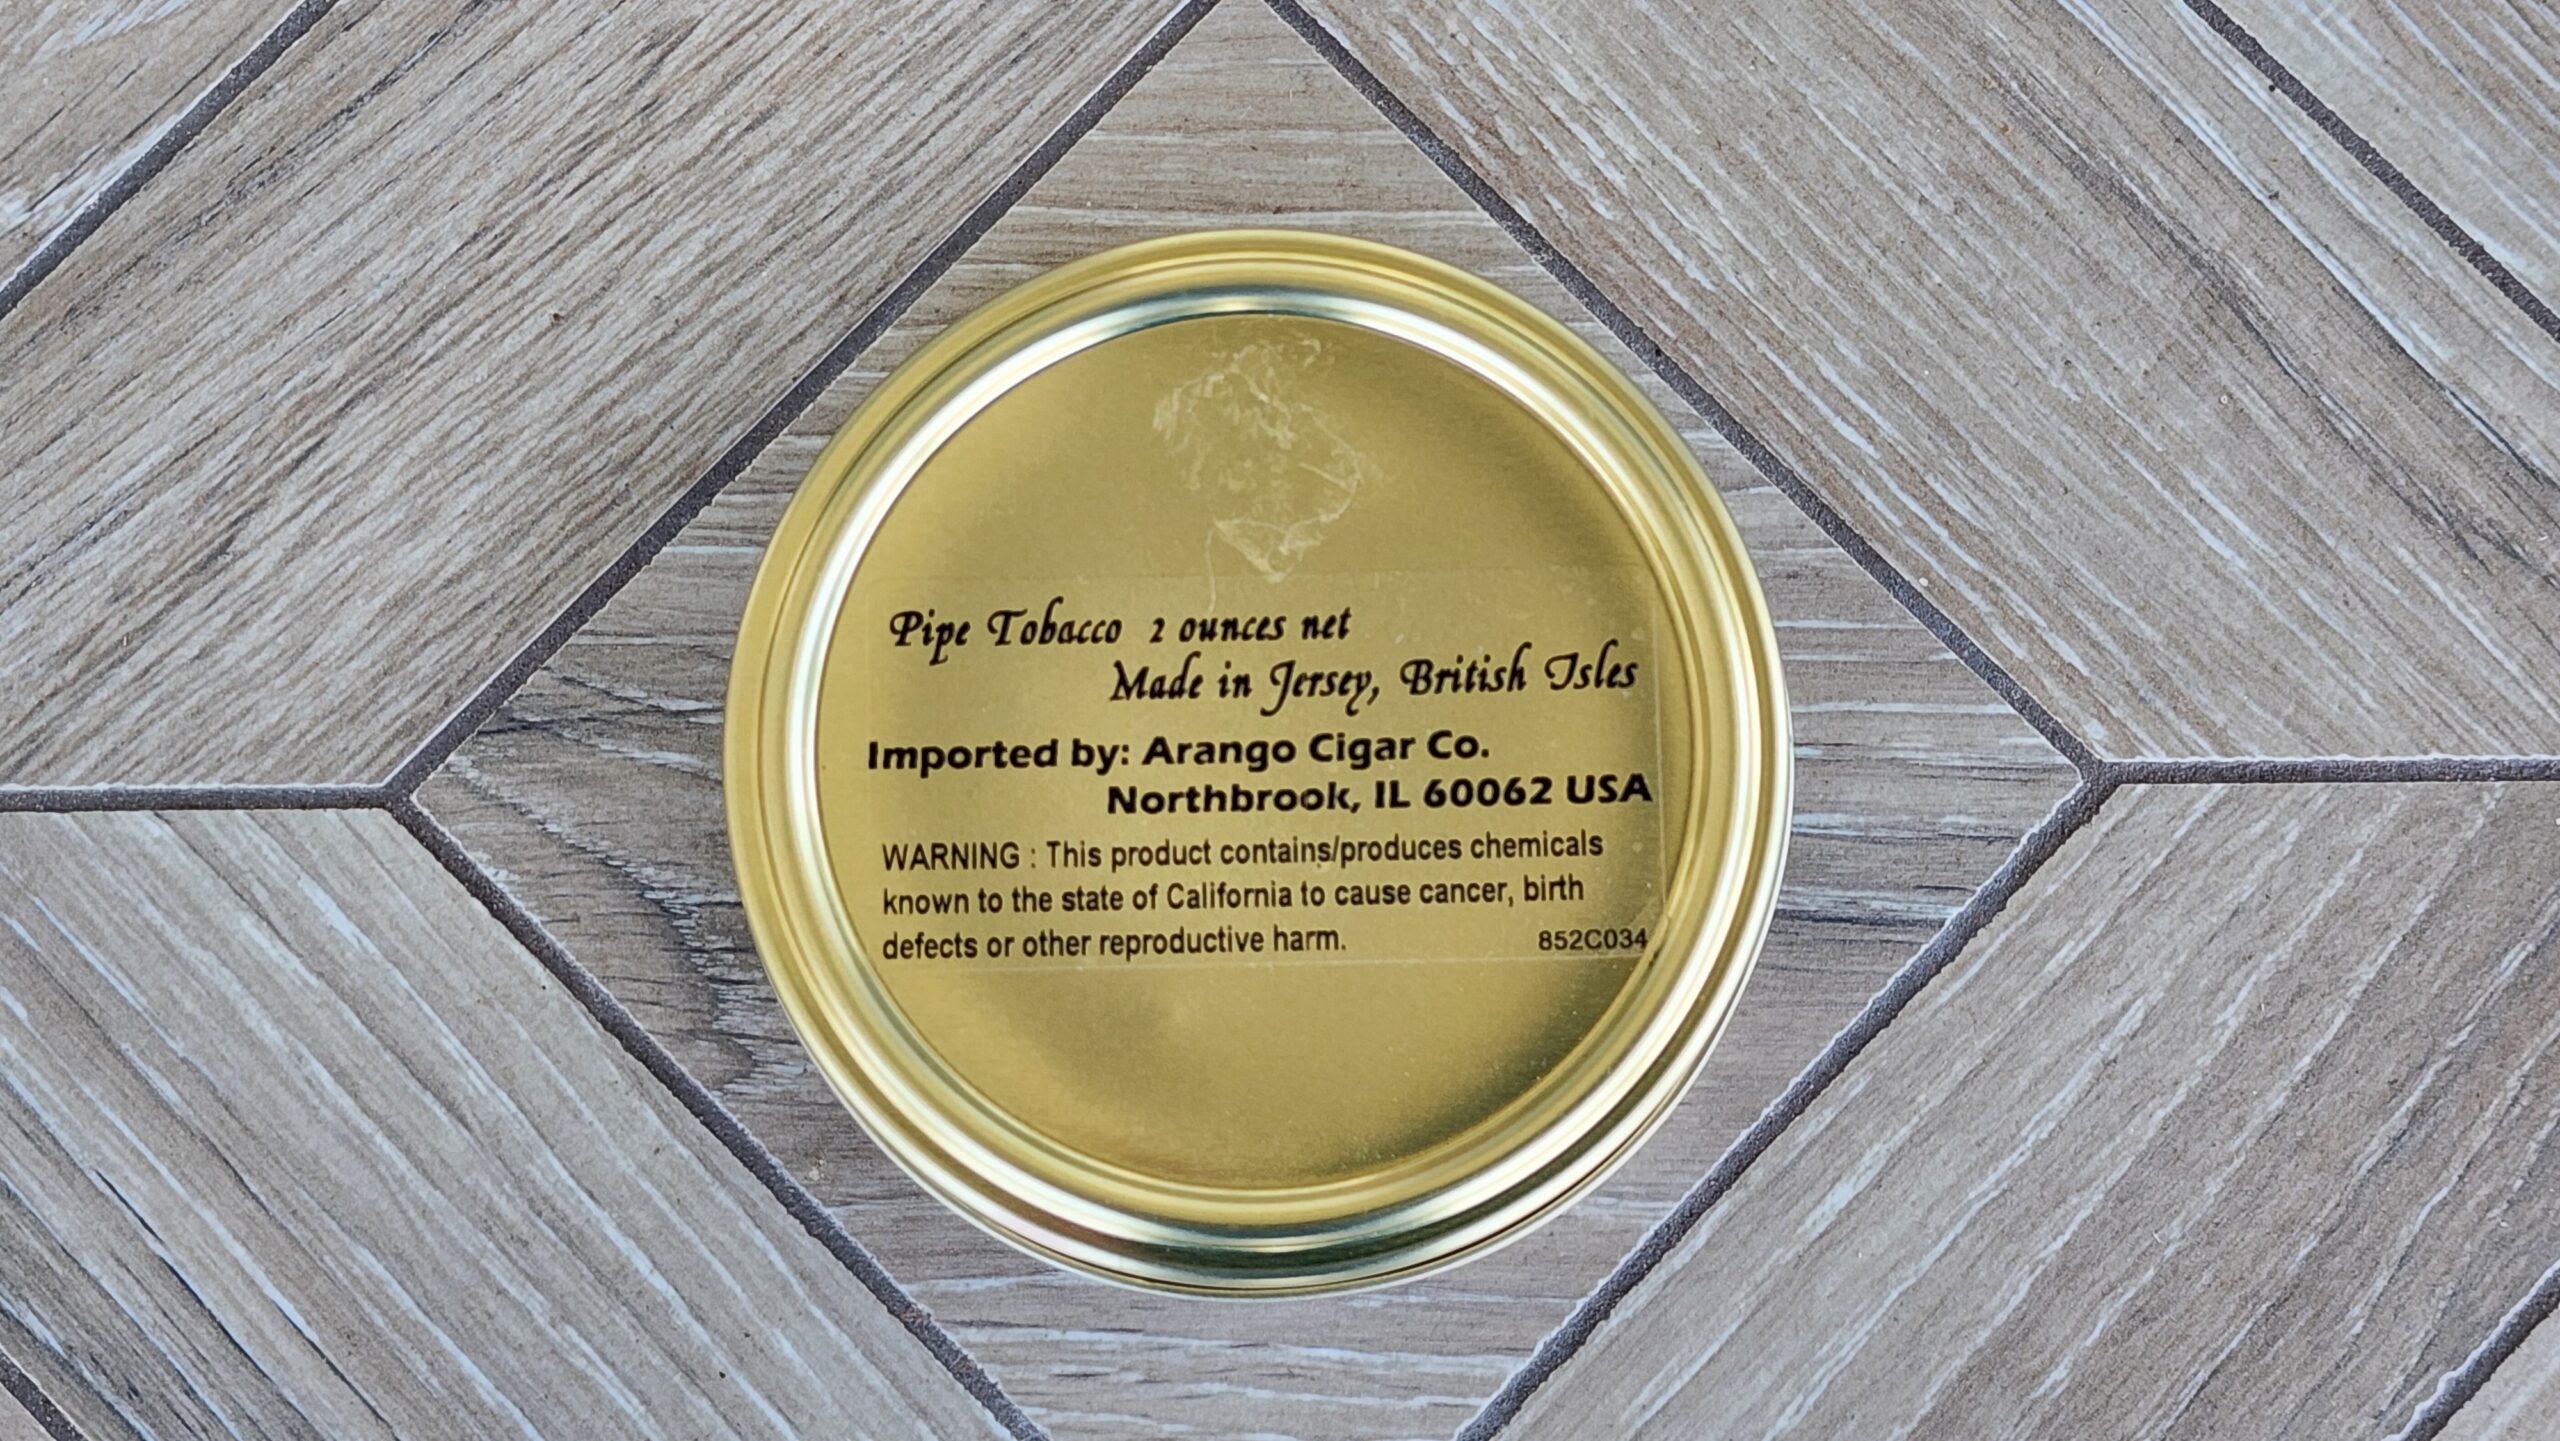 Pipe Tobacco 2 ounces net
Made in Jersey, British Isles
Imported by: Arango Cigar Co.
Northbrook, IL 60062 USA
WARNING : This product contains/produces chemicals
known to the state of California to cause cancer, birth
defects or other reproductive harm. 852C034